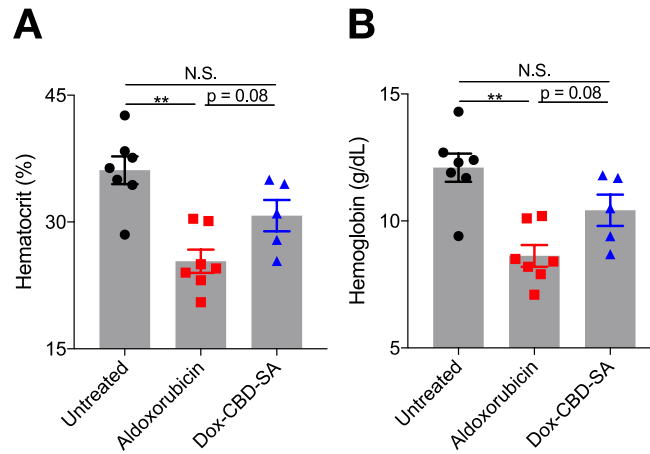 A
N.S.
**
p = 0.08
45
30
15
Hematocrit (%)
Untreated
Aldoxorubicin
Dox-CBD-SA
B
N.S.
**
p = 0.08
15
10
5
Hemoglobin (g/dL)
Untreated
Aldoxorubicin
Dox-CBD-SA